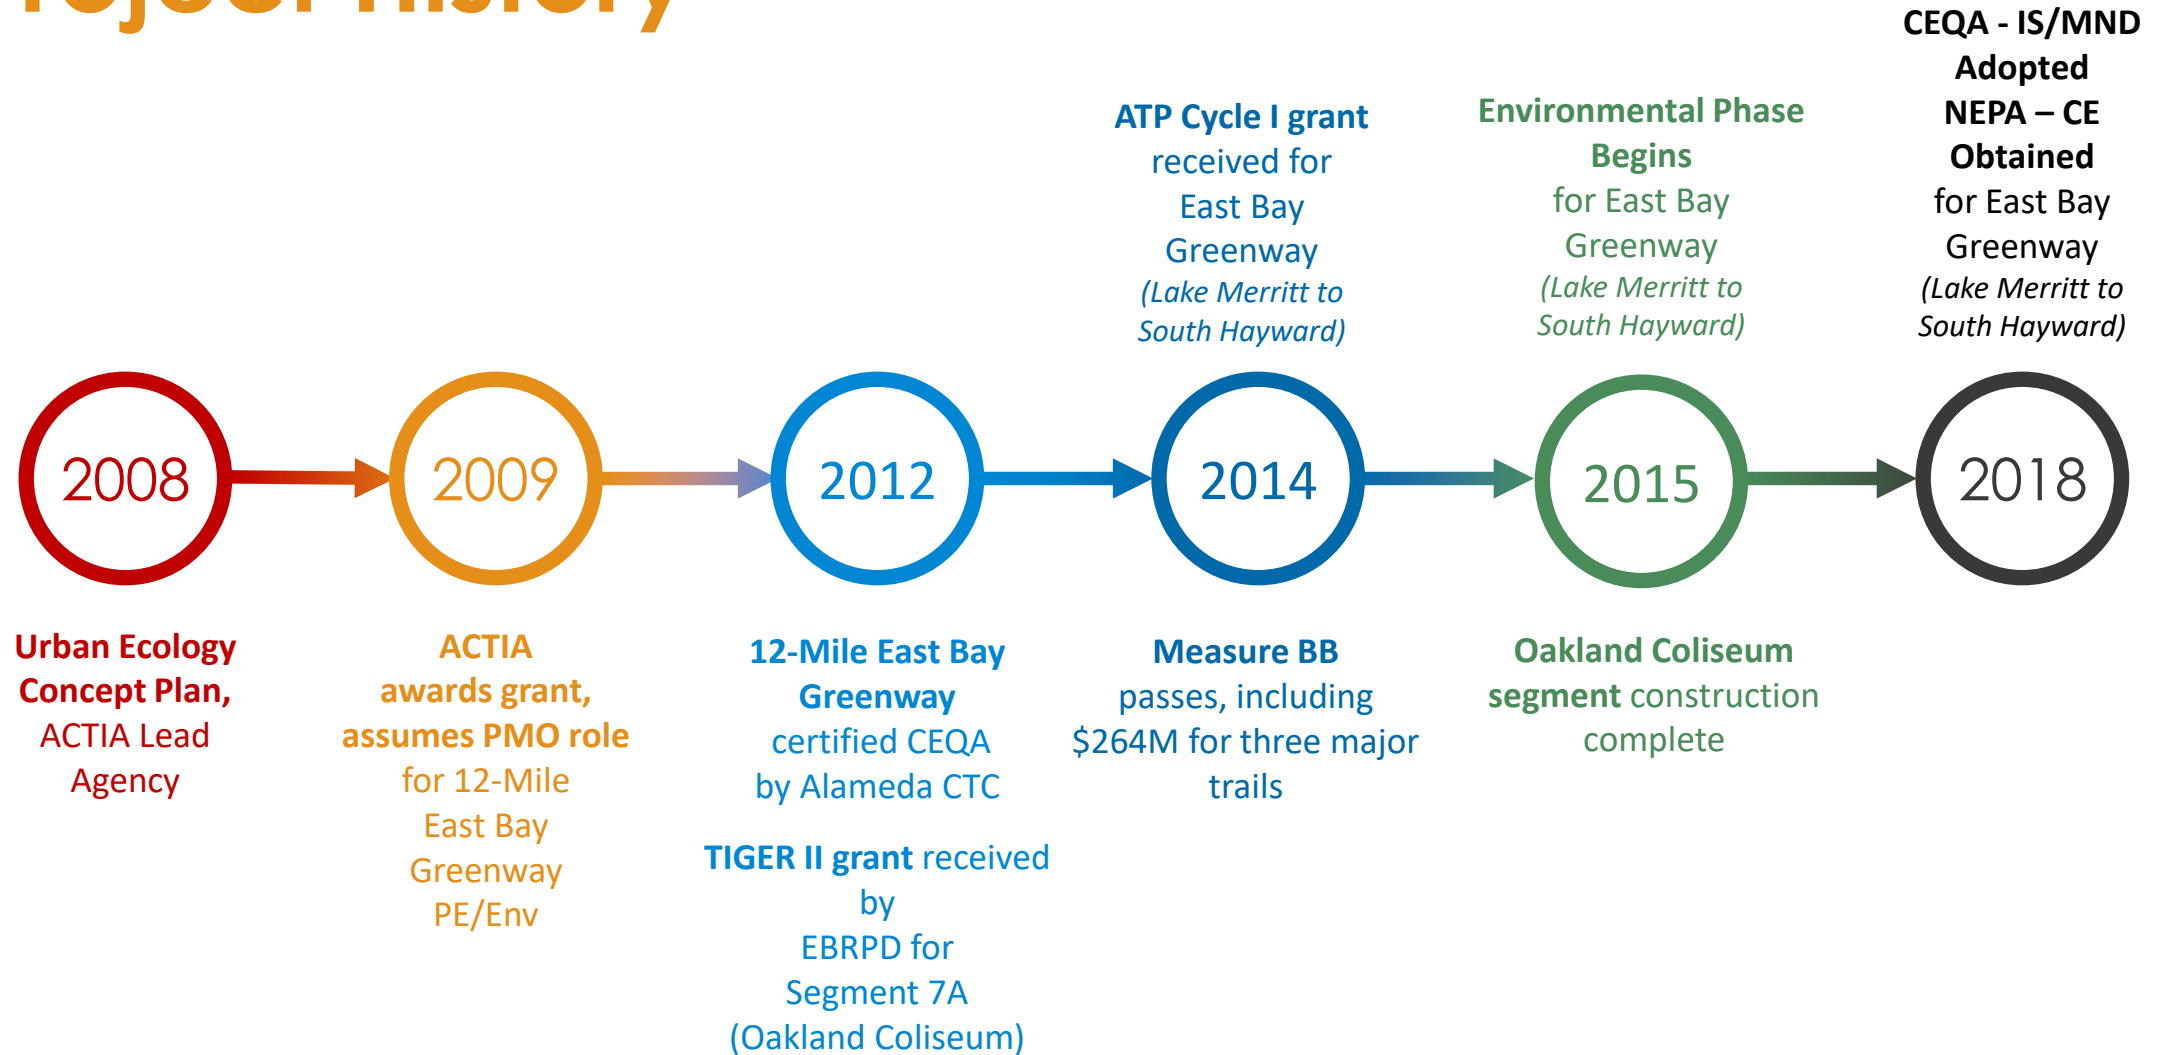 roject History
CEQA - IS/MND
Adopted
NEPA – CE
Obtained
for East Bay
Greenway
(Lake Merritt to
South Hayward)
ATP Cycle I grant
received for
East Bay
Greenway
(Lake Merritt to
South Hayward)
Environmental Phase
Begins
for East Bay
Greenway
(Lake Merritt to
South Hayward)
2008
2009
2012
2014
2015
2018
Urban Ecology
Concept Plan,
ACTIA Lead
Agency
ACTIA
awards grant,
assumes PMO role
for 12-Mile
East Bay
Greenway
PE/Env
12-Mile East Bay
Greenway
certified CEQA
by Alameda CTC
TIGER II grant received
by
EBRPD for
Segment 7A
(Oakland Coliseum)
Measure BB
passes, including
$264M for three major
trails
Oakland Coliseum
segment construction
complete